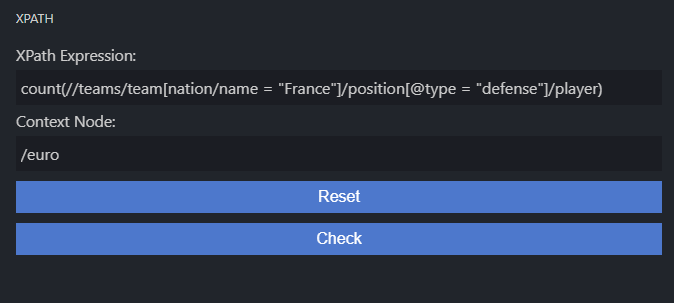 XPATH
XPath Expression:
count(//teams/team[nation/name = "France"]/position[@type = "defense"]/player)
Context Node:
/euro
Reset
Check